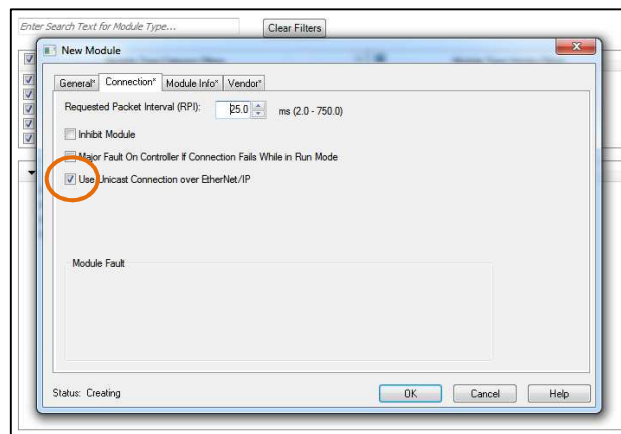 Enter Search Text for Module Type...
Clear Filters
New Module
General* Connection* Module Info* Vendor*
Requested Packet Interval (RPI): 25.0 ms (2.0 - 750.0)
Inhibit Module
Major Fault On Controller If Connection Fails While in Run Mode
Use Unicast Connection over EtherNet/IP
Module Fault
Status: Creating
OK Cancel Help